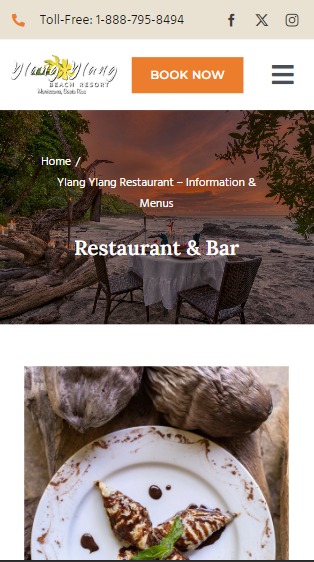 Toll-Free: 1-888-795-8494
Ylang Ylang
BEACH RESORT
Montezuma, Costa Rica
BOOK NOW
Home /
Ylang Ylang Restaurant – Information &
Menus
Restaurant & Bar